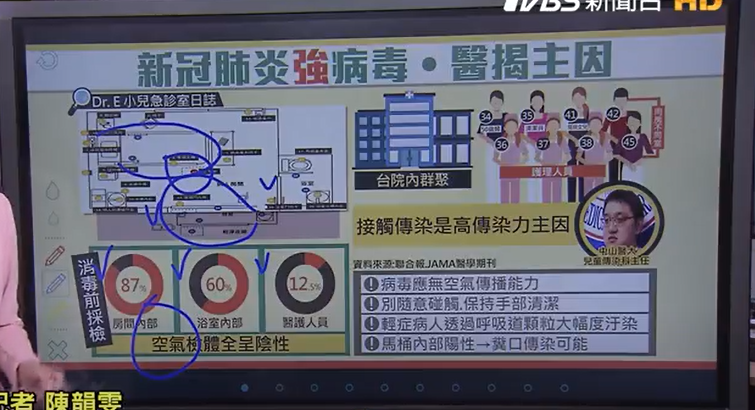 TVBS 新聞台 HD
新冠肺炎強病毒・醫揭主因
Dr. E 小兒急診室日誌
台院內群聚
34
35
41
42
36
37
38
45
護理人員
接觸傳染是高傳染力主因
中山醫大
兒童傳染科主任
消毒前採檢
87%
房間內部
60%
浴室內部
12.5%
醫護人員
空氣檢體全呈陰性
資料來源:聯合報,JAMA醫學期刊
病毒應無空氣傳播能力
別隨意碰觸.保持手部清潔
輕症病人透過呼吸道顆粒大幅度汙染
馬桶內部陽性→糞口傳染可能
記者 陳韻雯